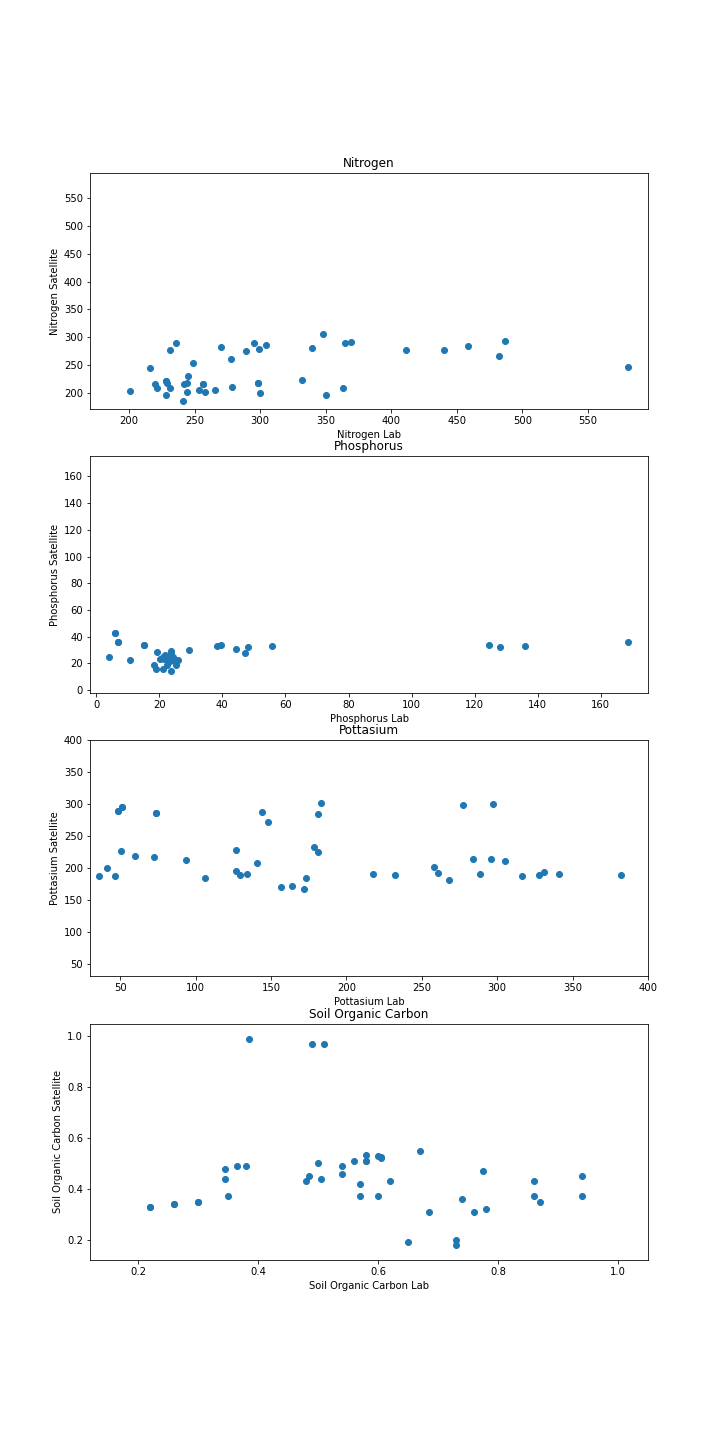 Nitrogen
550
500
450
400
350
300
250
200
Nitrogen Satellite
200 250 300 350 400 450 500 550
Nitrogen Lab
Phosphorus
160
140
120
100
80
60
40
20
0
Phosphorus Satellite
0 20 40 60 80 100 120 140 160
Phosphorus Lab
Pottasium
400
350
300
250
200
150
100
50
Pottasium Satellite
50 100 150 200 250 300 350 400
Pottasium Lab
Soil Organic Carbon
1.0
0.8
0.6
0.4
0.2
Soil Organic Carbon Satellite
0.2 0.4 0.6 0.8 1.0
Soil Organic Carbon Lab